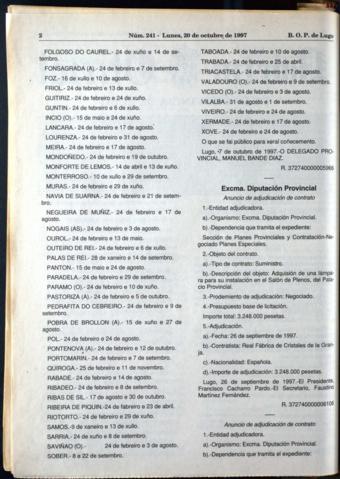 2
Núm. 241 - Lunes, 20 de octubre de 1997
B. O. P. de Lugo
FOLGOSO DO CAUREL.- 24 de xuño e 14 de se-
tembro.
FONSAGRADA (A).- 24 de febreiro e 7 de setembro.
FOZ.- 16 de xullo e 10 de agosto.
FRIOL.- 24 de febreiro e 13 de xullo.
GUITIRIZ.- 24 de febreiro e 24 de xuño.
GUNTIN.- 24 de febreiro e 6 de xullo.
INCIO (O).- 15 de maio e 24 de xuño.
LANCARA.- 24 de febreiro e 17 de agosto.
LOURENZA.- 24 de febreiro e 31 de agosto.
MEIRA.- 24 de febreiro e 17 de agosto.
MONDOÑEDO.- 24 de febreiro e 19 de outubro.
MONFORTE DE LEMOS.- 14 de abril e 13 de xuño.
MONTERROSO.- 10 de xuño e 29 de setembro.
MURAS.- 24 de febreiro e 29 de xuño.
NAVIA DE SUARNA.- 24 de febreiro e 21 de setem-
bro.
NEGUEIRA DE MUÑIZ.- 24 de febreiro e 17 de
agosto.
NOGAIS (AS).- 24 de febreiro e 3 de agosto.
OUROL.- 24 de febreiro e 13 de maio.
OUTEIRO DE REI.- 24 de febreiro e 6 de xullo.
PALAS DE REI.- 28 de xaneiro e 14 de setembro.
PANTON.- 15 de maio e 24 de agosto.
PARADELA.- 24 de febreiro e 29 de setembro.
PARAMO (O).- 24 de febreiro e 10 de xuño.
PASTORIZA (A).- 24 de febreiro e 5 de outubro.
PEDRAFITA DO CEBREIRO.- 24 de febreiro e 9 de
setembro.
POBRA DE BROLLON (A).- 15 de xuño e 27 de
agosto.
POL.- 24 de febreiro e 24 de agosto.
PONTENOVA (A).- 24 de febreiro e 12 de outubro.
PORTOMARIN.- 24 de febreiro e 7 de setembro.
QUIROGA.- 25 de febreiro e 11 de novembro.
RABADE.- 24 de febreiro e 14 de agosto.
RIBADEO.- 24 de febreiro e 8 de setembro.
RIBAS DE SIL.- 17 de agosto e 30 de outubro.
RIBEIRA DE PIQUIN.-24 de febreiro e 23 de abril.
RIOTORTO.- 24 de febreiro e 29 de xuño.
SAMOS.-9 de xaneiro e 13 de xullo.
SARRIA.- 24 de xuño e 8 de setembro.
SAVIÑAO (O).- 24 de febreiro e 3 de agosto.
SOBER.- 8 e 22 de setembro.
TABOADA.- 24 de febreiro e 10 de agosto.
TRABADA.- 24 de febreiro e 25 de abril.
TRIACASTELA.- 24 de febreiro e 17 de agosto.
VALADOURO (O).- 24 de febreiro e 9 de setembro.
VICEDO (O).- 24 de febreiro e 3 de agosto.
VILALBA.- 31 de agosto e 1 de setembro.
VIVEIRO.- 24 de febreiro e 24 de agosto.
XERMADE.- 24 de febreiro e 17 de agosto.
XOVE.- 24 de febreiro e 24 de agosto.
O que se fai público para xeral coñecemento.
Lugo, 7 de outubro de 1997.-O DELEGADO PRO-
VINCIAL, MANUEL BANDE DIAZ.
R. 372740000005966
Excma. Diputación Provincial
Anuncio de adjudicación de contrato
1.-Entidad adjudicadora.
a).-Organismo: Excma. Diputación Provincial.
b).-Dependencia que tramita el expediente:
Sección de Planes Provinciales y Contratación-Ne-
gociado Planes Especiales.
2.-Objeto del contrato.
a).-Tipo de contrato: Suministro.
b).-Descripción del objeto: Adquisición de una lámpa-
ra para su instalación en el Salón de Plenos, del Pacio
Provincial.
3.-Prodemiento de adjudicación: Negociado.
4.-Presupuesto base de licitación.
Importe total: 3.248.000 pesetas.
5.-Adjudicación.
a).-Fecha: 26 de septiembre de 1997.
b).-Contratista: Real Fábrica de Cristales de la Gran-
ja.
c).-Nacionalidad: Española.
d).-Importe de adjudicación: 3.248.000 pesetas.
Lugo, 26 de septiembre de 1997.-El Presidente,
Francisco Cacharro Pardo.-El Secretario, Faustino
Martínez Fernández.
Anuncio de adjudicación de contrato
1.-Entidad adjudicadora.
a).-Organismo: Excma. Diputación Provincial.
b).-Dependencia que tramita el expediente: